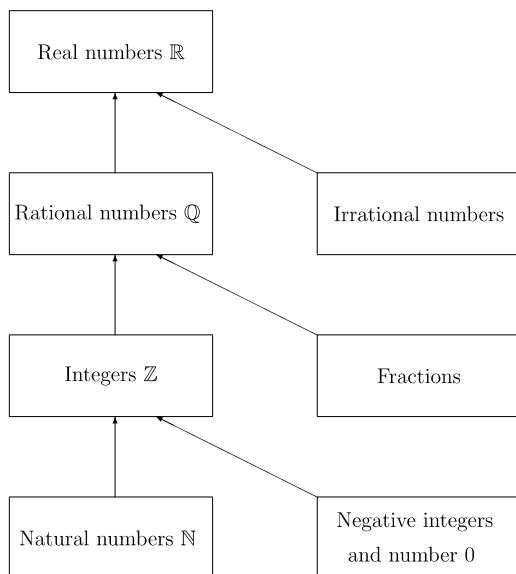 Real numbers ℝ
Rational numbers ℚ
Irrational numbers
Integers ℤ
Fractions
Natural numbers ℕ
Negative integers
and number 0